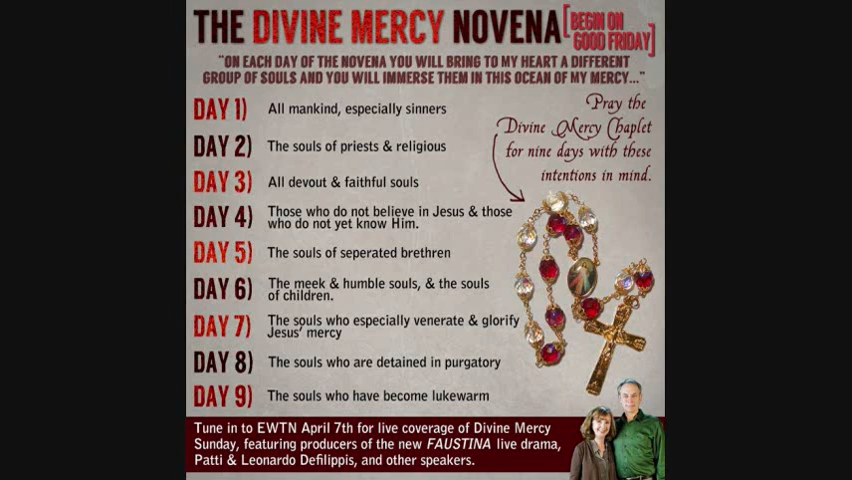 THE DIVINE MERCY NOVENA [BEGIN ON GOOD FRIDAY]
"ON EACH DAY OF THE NOVENA YOU WILL BRING TO MY HEART A DIFFERENT
GROUP OF SOULS AND YOU WILL IMMERSE THEM IN THIS OCEAN OF MY MERCY..."
Pray the
Divine Mercy Chaplet
for nine days with these
intentions in mind.
DAY 1) All mankind, especially sinners
DAY 2) The souls of priests & religious
DAY 3) All devout & faithful souls
DAY 4) Those who do not believe in Jesus & those
who do not yet know Him.
DAY 5) The souls of seperated brethren
DAY 6) The meek & humble souls, & the souls
of children.
DAY 7) The souls who especially venerate & glorify
Jesus' mercy
DAY 8) The souls who are detained in purgatory
DAY 9) The souls who have become lukewarm
Tune in to EWTN April 7th for live coverage of Divine Mercy
Sunday, featuring producers of the new FAUSTINA live drama,
Patti & Leonardo Defilippis, and other speakers.